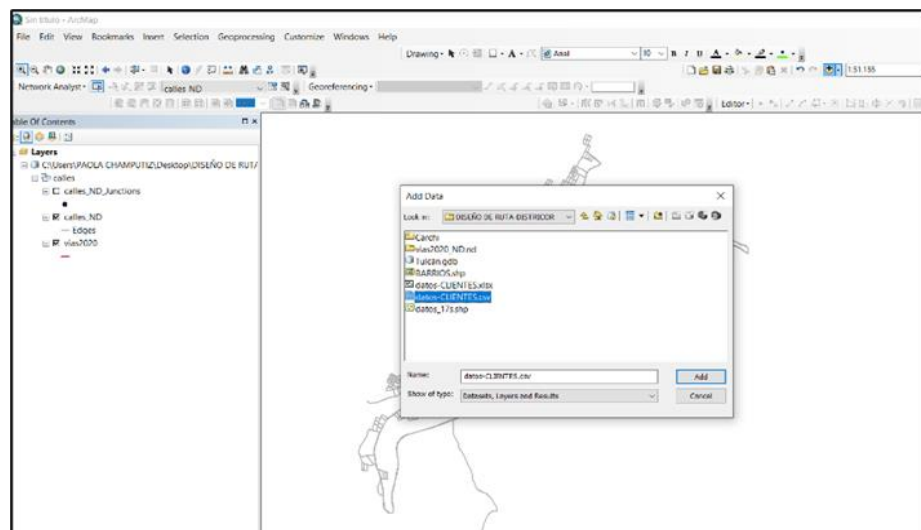 Sin título - ArcMap
File Edit View Bookmarks Insert Selection Geoprocessing Customize Windows Help
Drawing A Arial 10 B I U A
1:51.155
Network Analyst calles_ND Georeferencing
Editor
Table Of Contents
Layers
C:\Users\PAOLA CHAMPUTIZ\Desktop\DISEÑO DE RUTA
calles
calles_ND_Junctions
calles_ND
Edges
vias2020
Add Data
Look in: DISEÑO DE RUTA-DISTRICOR
Carchi
vias2020_ND.nd
Tulcan.gdb
BARRIOS.shp
datos-CLIENTES.xlsx
datos-CLIENTES.csv
datos_17s.shp
Name: datos-CLIENTES.csv Add
Show of type: Datasets, Layers and Results Cancel